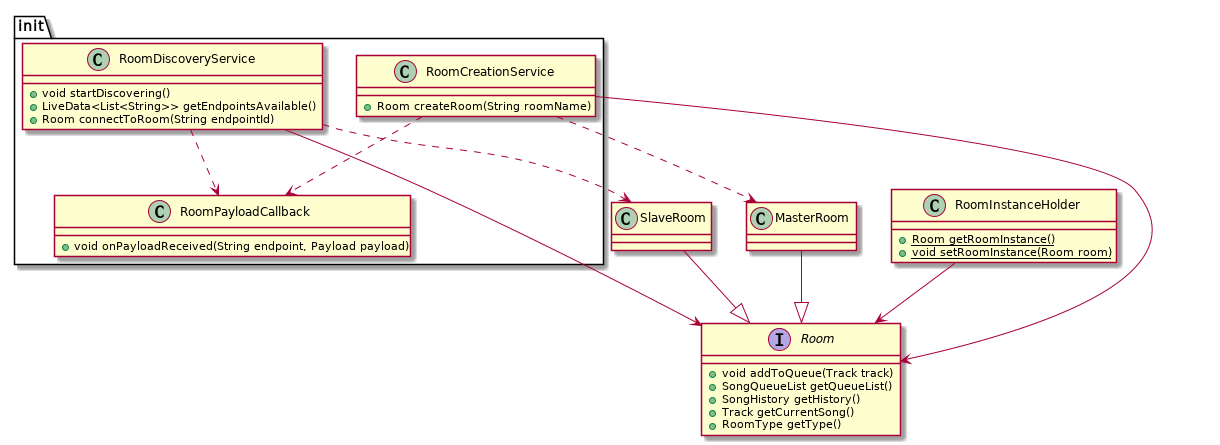 init
C RoomDiscoveryService
void startDiscovering()
LiveData<List<String>> getEndpointsAvailable()
Room connectToRoom(String endpointId)
C RoomCreationService
Room createRoom(String roomName)
C RoomPayloadCallback
void onPayloadReceived(String endpoint, Payload payload)
C SlaveRoom
C MasterRoom
C RoomInstanceHolder
Room getRoomInstance()
void setRoomInstance(Room room)
I Room
void addToQueue(Track track)
SongQueueList getQueueList()
SongHistory getHistory()
Track getCurrentSong()
RoomType getType()